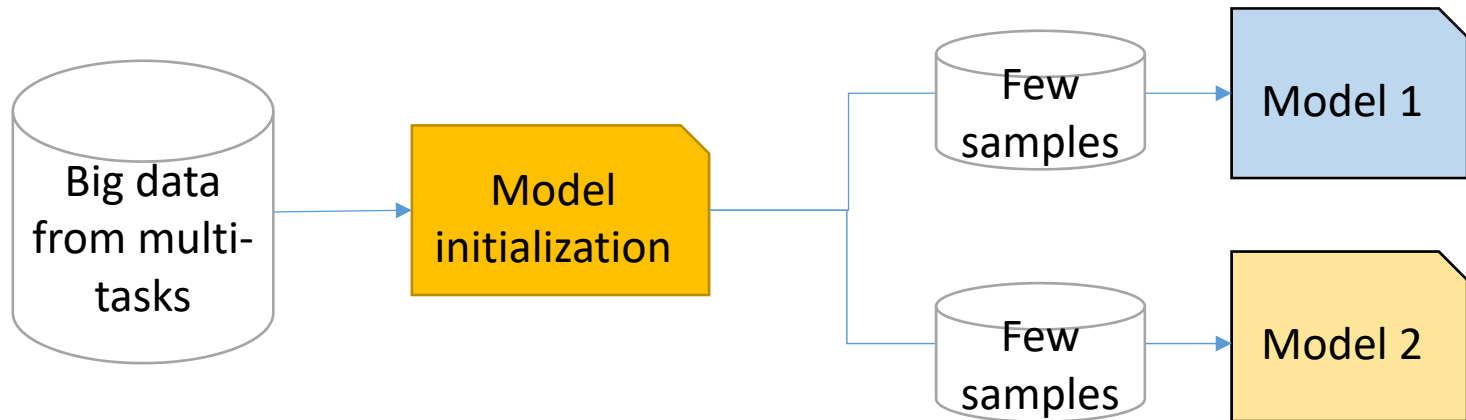 Big data
from multi-
tasks
Model
initialization
Few
samples
Model 1
Few
samples
Model 2